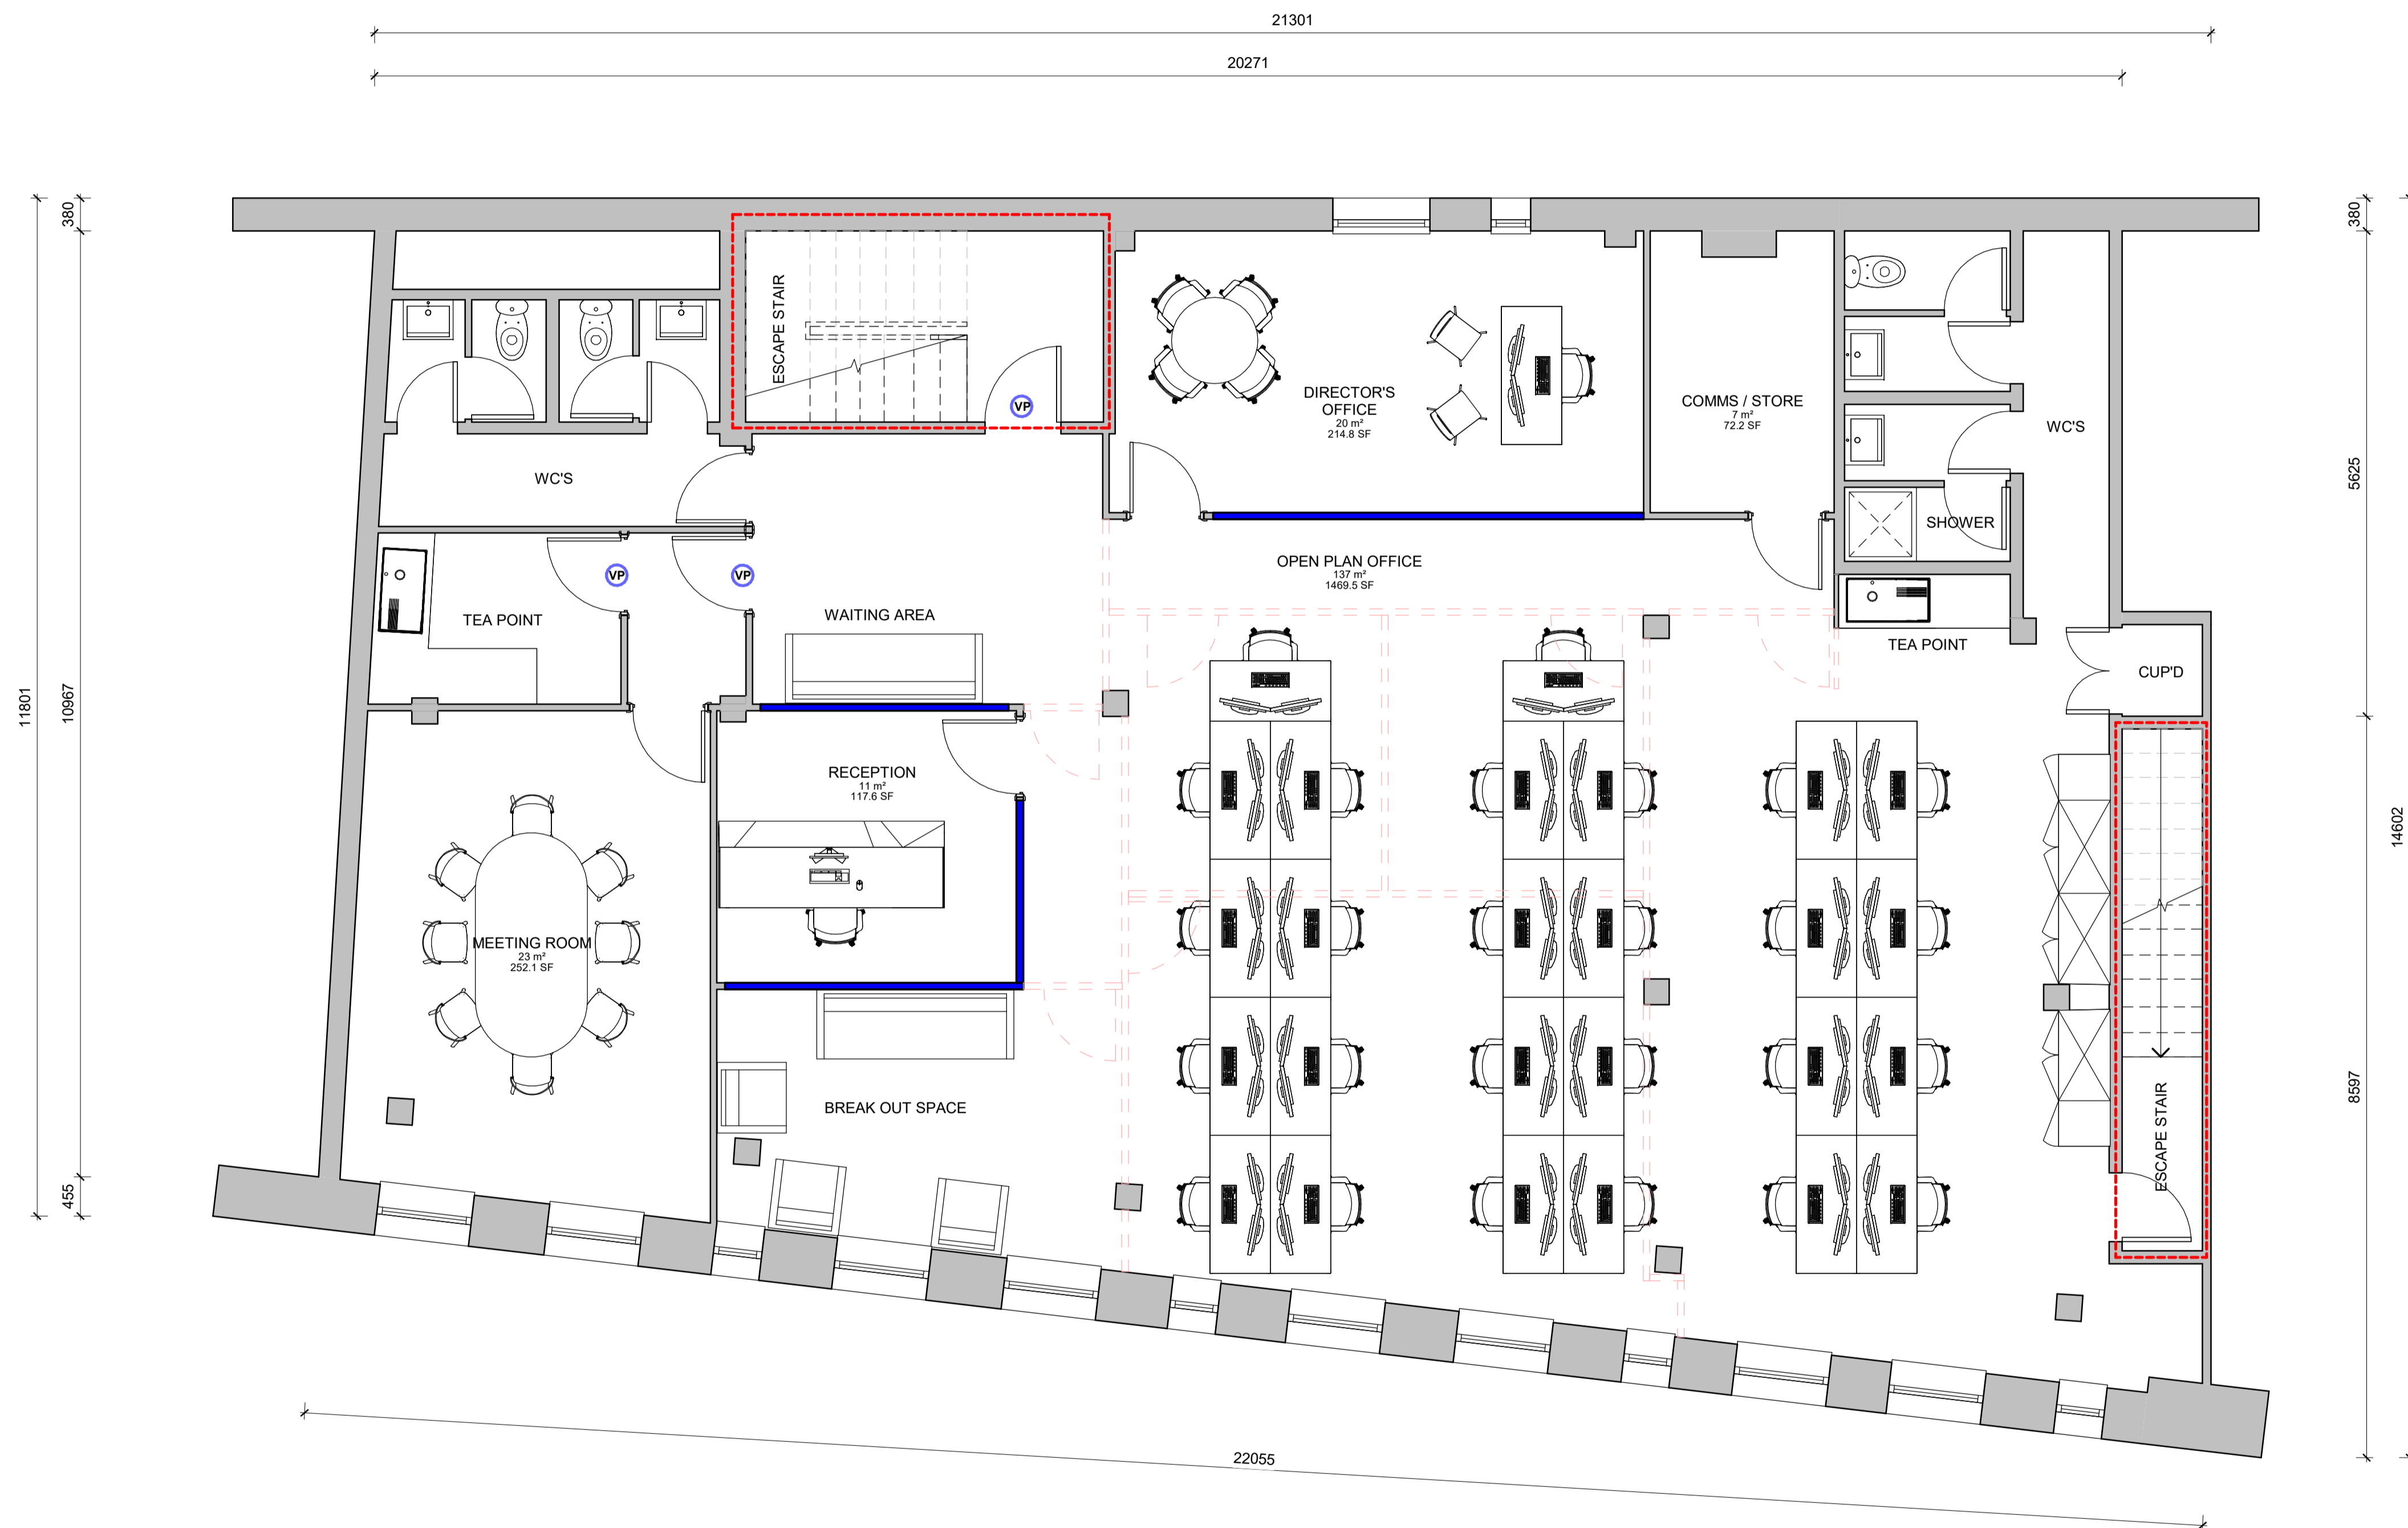 21301
20271
380
10967
455
11801
380
5625
8597
14602
22055
ESCAPE STAIR
VP
DIRECTOR'S
OFFICE
20 m²
214.8 SF
COMMS / STORE
7 m²
72.2 SF
WC'S
WC'S
SHOWER
OPEN PLAN OFFICE
137 m²
1469.5 SF
VP
VP
TEA POINT
WAITING AREA
TEA POINT
CUP'D
RECEPTION
11 m²
117.6 SF
MEETING ROOM
23 m²
252.1 SF
BREAK OUT SPACE
ESCAPE STAIR